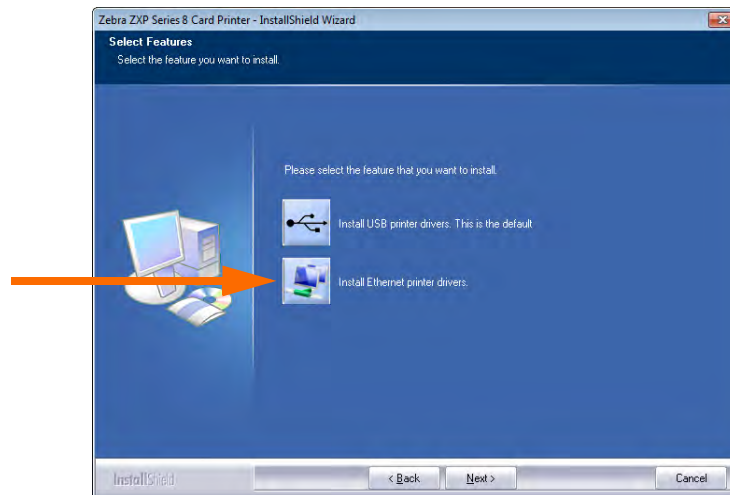 Zebra ZXP Series 8 Card Printer - InstallShield Wizard
Select Features
Select the feature you want to install.
Please select the feature that you want to install.
Install USB printer drivers. This is the default
Install Ethernet printer drivers.
InstallShield
< Back
Next >
Cancel